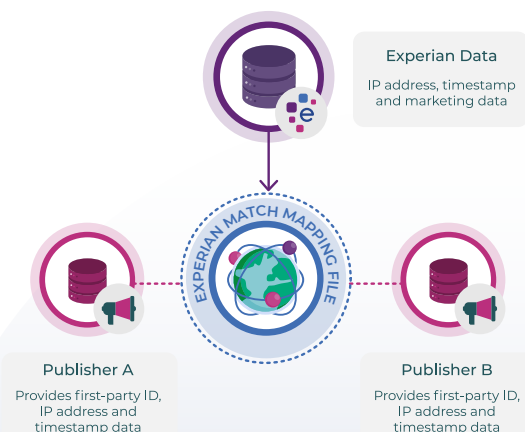 Experian Data
IP address, timestamp
and marketing data
e
EXPERIAN MATCH MAPPING FILE
Publisher A
Provides first-party ID,
IP address and
timestamp data
Publisher B
Provides first-party ID,
IP address and
timestamp data